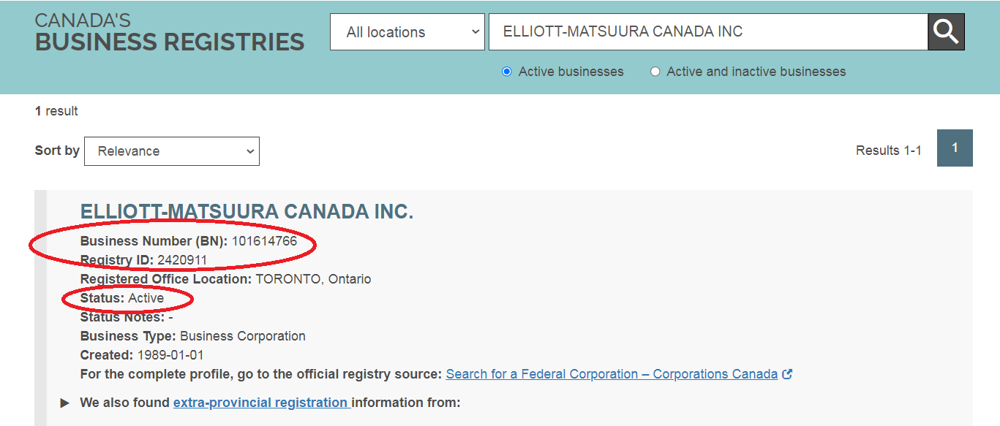 CANADA'S
BUSINESS REGISTRIES
All locations
ELLIOTT-MATSUURA CANADA INC
Active businesses
Active and inactive businesses
1 result
Sort by
Relevance
Results 1-1
1
ELLIOTT-MATSUURA CANADA INC.
Business Number (BN): 101614766
Registry ID: 2420911
Registered Office Location: TORONTO, Ontario
Status: Active
Status Notes: -
Business Type: Business Corporation
Created: 1989-01-01
For the complete profile, go to the official registry source: Search for a Federal Corporation – Corporations Canada
We also found extra-provincial registration information from: